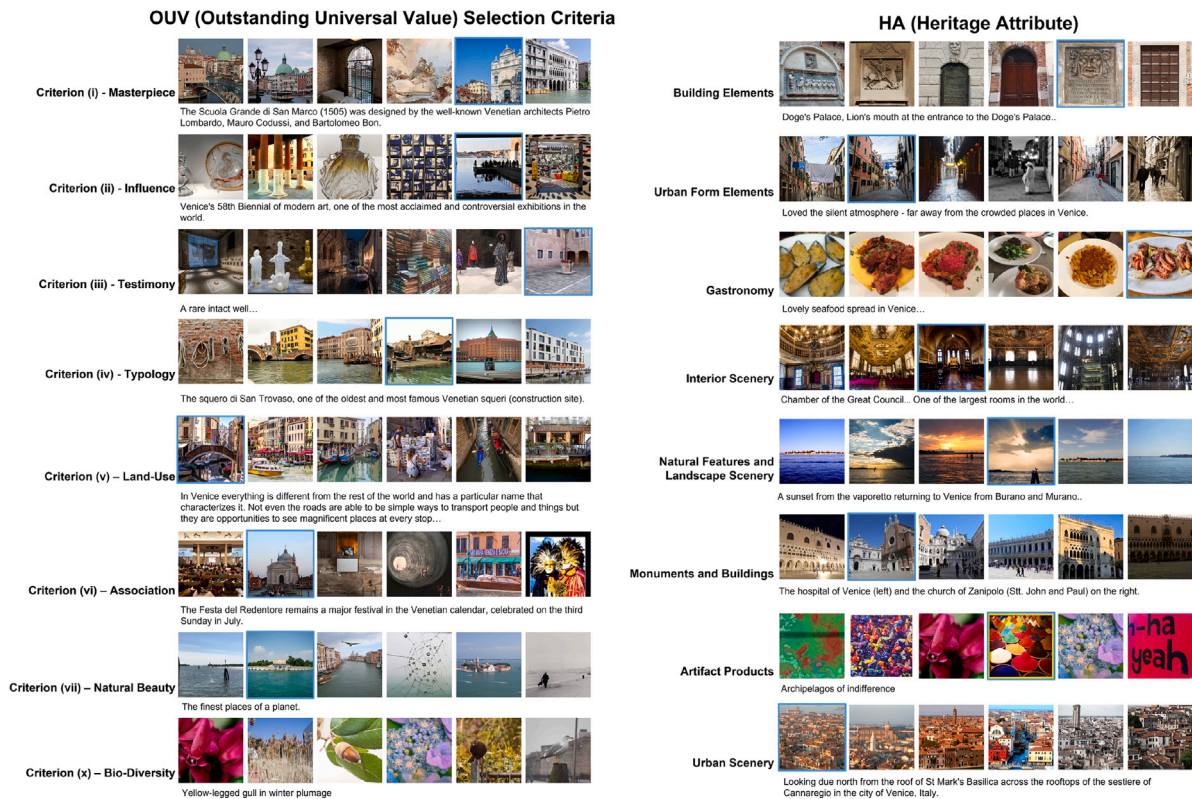 OUV (Outstanding Universal Value) Selection Criteria
Criterion (i) - Masterpiece
The Scuola Grande di San Marco (1505) was designed by the well-known Venetian architects Pietro
Lombardo, Mauro Codussi, and Bartolomeo Bon.
Criterion (ii) - Influence
Venice's 58th Biennial of modern art, one of the most acclaimed and controversial exhibitions in the
world.
Criterion (iii) - Testimony
A rare intact well…
Criterion (iv) - Typology
The squero di San Trovaso, one of the oldest and most famous Venetian squeri (construction site).
Criterion (v) – Land-Use
In Venice everything is different from the rest of the world and has a particular name that
characterizes it. Not even the roads are able to be simple ways to transport people and things but
they are opportunities to see magnificent places at every stop…
Criterion (vi) – Association
The Festa del Redentore remains a major festival in the Venetian calendar, celebrated on the third
Sunday in July.
Criterion (vii) – Natural Beauty
The finest places of a planet.
Criterion (x) – Bio-Diversity
Yellow-legged gull in winter plumage
HA (Heritage Attribute)
Building Elements
Doge's Palace, Lion's mouth at the entrance to the Doge's Palace..
Urban Form Elements
Loved the silent atmosphere - far away from the crowded places in Venice.
Gastronomy
Lovely seafood spread in Venice…
Interior Scenery
Chamber of the Great Council... One of the largest rooms in the world…
Natural Features and
Landscape Scenery
A sunset from the vaporetto returning to Venice from Burano and Murano..
Monuments and Buildings
The hospital of Venice (left) and the church of Zanipolo (Stt. John and Paul) on the right.
Artifact Products
n-ha
yeah
Archipelagos of indifference
Urban Scenery
Looking due north from the roof of St Mark's Basilica across the rooftops of the sestiere of
Cannaregio in the city of Venice, Italy.